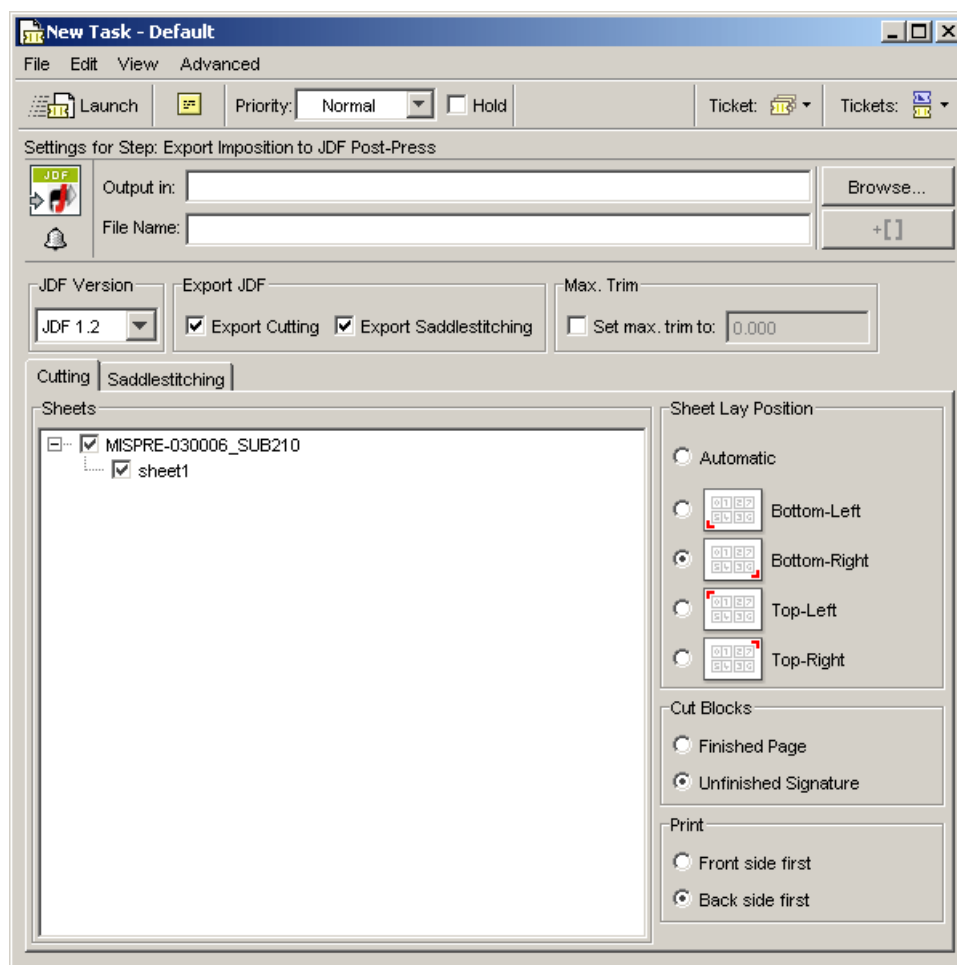 New Task - Default
File Edit View Advanced
Launch Priority: Normal Hold Ticket: Tickets:
Settings for Step: Export Imposition to JDF Post-Press
JDF
Output in: Browse...
File Name: +[ ]
JDF Version Export JDF Max. Trim
JDF 1.2 Export Cutting Export Saddlestitching Set max. trim to: 0.000
Cutting Saddlestitching
Sheets
MISPRE-030006_SUB210
sheet1
Sheet Lay Position
Automatic
Bottom-Left
Bottom-Right
Top-Left
Top-Right
Cut Blocks
Finished Page
Unfinished Signature
Print
Front side first
Back side first